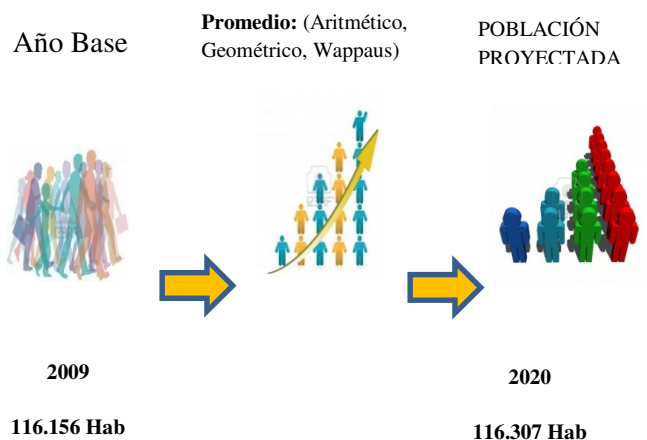 Año Base
Promedio: (Aritmético,
Geométrico, Wappaus)
POBLACIÓN
PROYECTADA
2009
116.156 Hab
2020
116.307 Hab